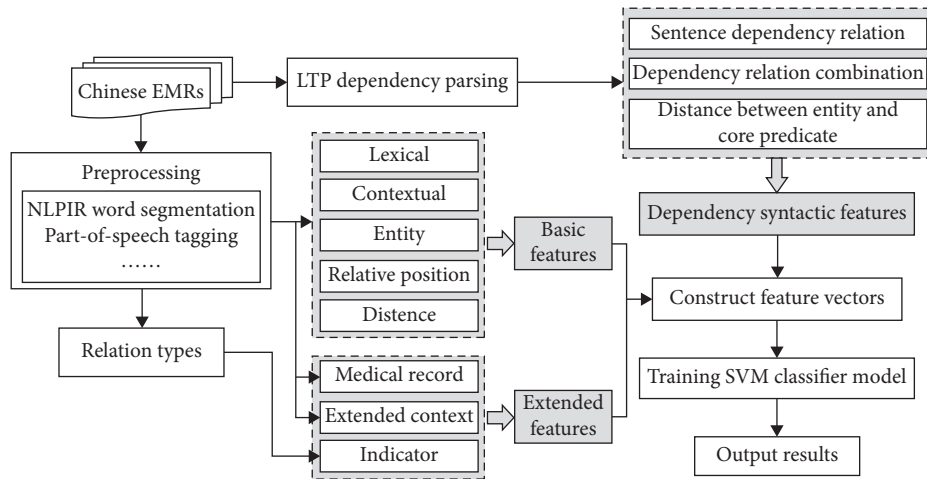 Chinese EMRs
LTP dependency parsing
Sentence dependency relation
Dependency relation combination
Distance between entity and
core predicate
Preprocessing
NLPIR word segmentation
Part-of-speech tagging
......
Relation types
Lexical
Contextual
Entity
Relative position
Distence
Medical record
Extended context
Indicator
Basic
features
Extended
features
Dependency syntactic features
Construct feature vectors
Training SVM classifier model
Output results